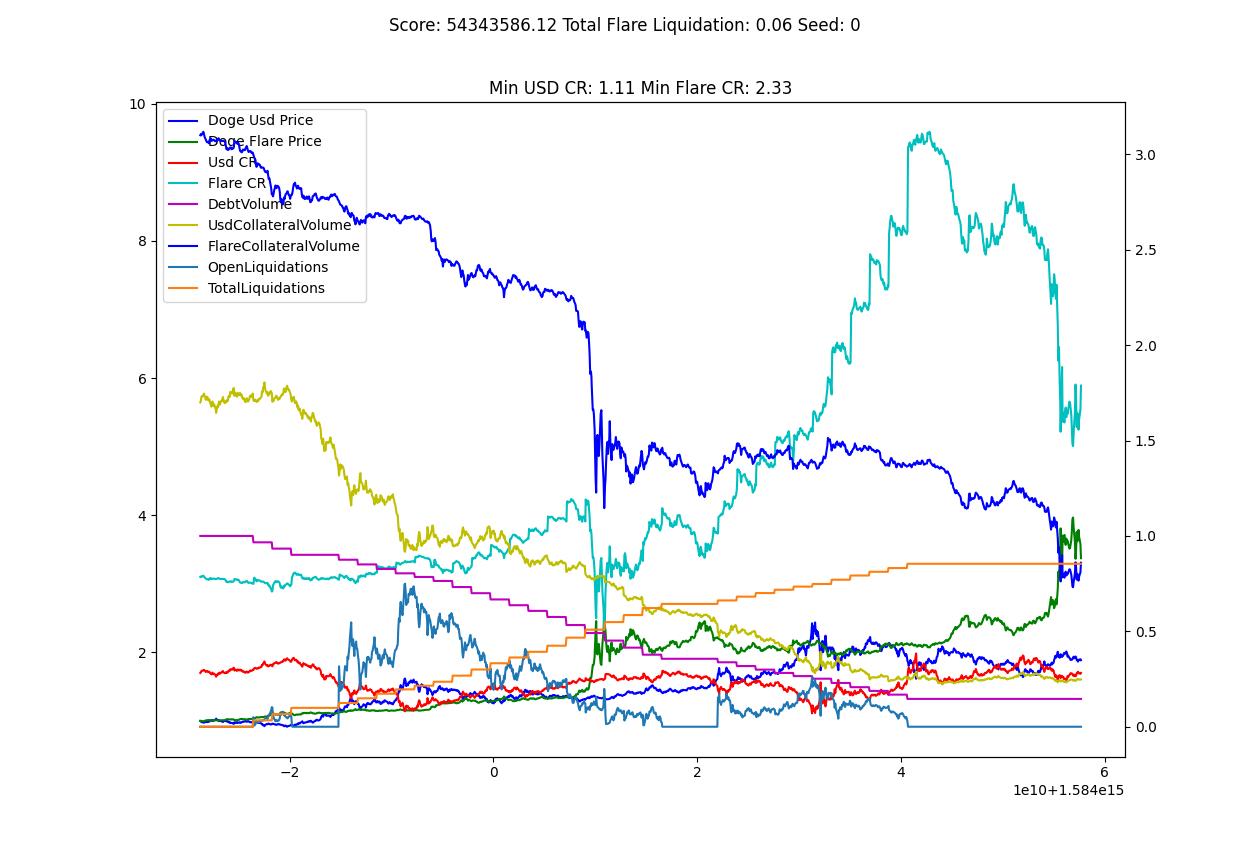 Score: 54343586.12 Total Flare Liquidation: 0.06 Seed: 0
Min USD CR: 1.11 Min Flare CR: 2.33
Doge Usd Price
Doge Flare Price
Usd CR
Flare CR
DebtVolume
UsdCollateralVolume
FlareCollateralVolume
OpenLiquidations
TotalLiquidations
10
8
6
4
2
3.0
2.5
2.0
1.5
1.0
0.5
0.0
−2
0
2
4
6
1e10+1.584e15